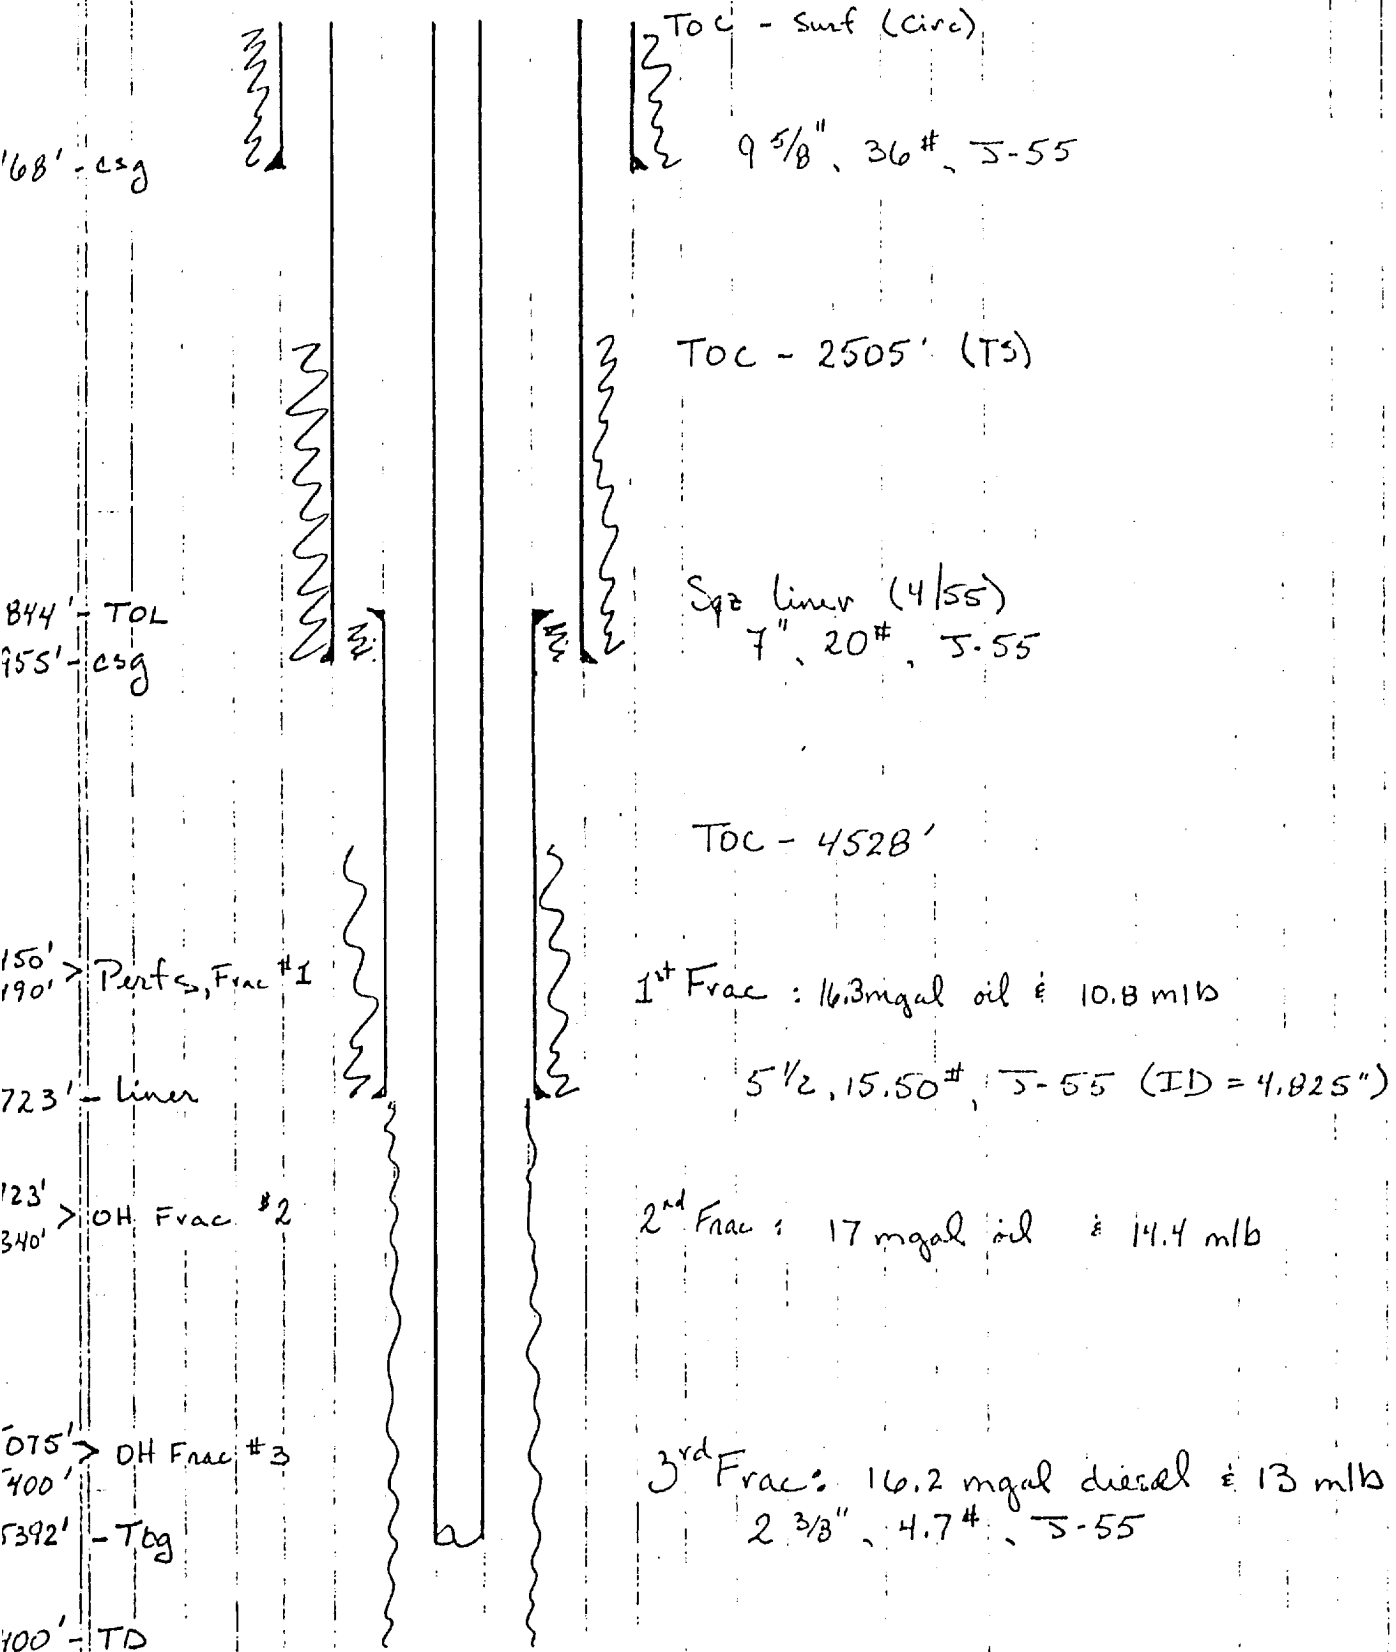 TOC - Surf (Circ)
'68' - csg
9 5/8", 36#, J-55
TOC - 2505' (TS)
844' - TOL
Sqz liner (4/55)
955' - csg
7", 20#, J-55
TOC - 4528'
150'
190' > Perfs, Frac #1
1st Frac : 16.3 mgal oil & 10.8 mlb
723' - liner
5 1/2, 15.50#, J-55 (ID = 4.825")
123'
340' > OH Frac #2
2nd Frac : 17 mgal oil & 14.4 mlb
075'
400' > OH Frac #3
3rd Frac: 16.2 mgal diesel & 13 mlb
5392' - Tbg
2 3/8", 4.7#, J-55
400' - TD